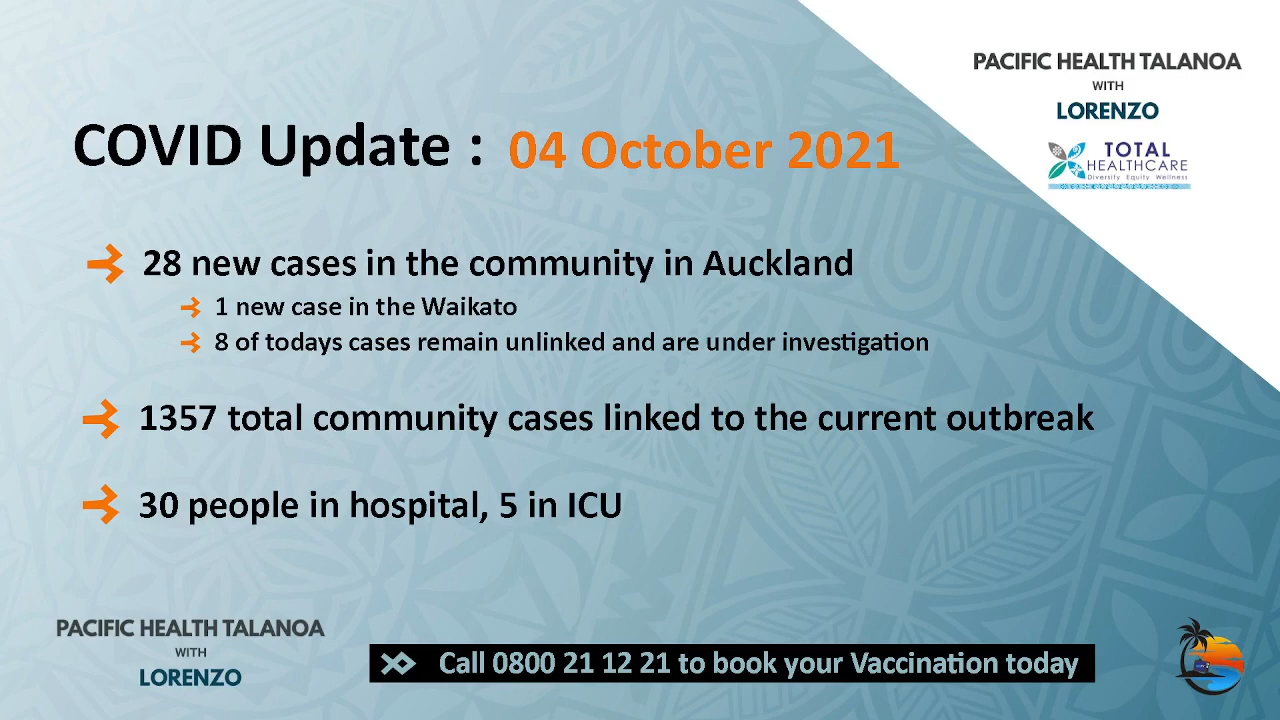 PACIFIC HEALTH TALANOA
WITH
LORENZO
TOTAL
HEALTHCARE
Diversity Equity Wellness
COVID Update : 04 October 2021
28 new cases in the community in Auckland
1 new case in the Waikato
8 of todays cases remain unlinked and are under investigation
1357 total community cases linked to the current outbreak
30 people in hospital, 5 in ICU
PACIFIC HEALTH TALANOA
WITH
LORENZO
Call 0800 21 12 21 to book your Vaccination today